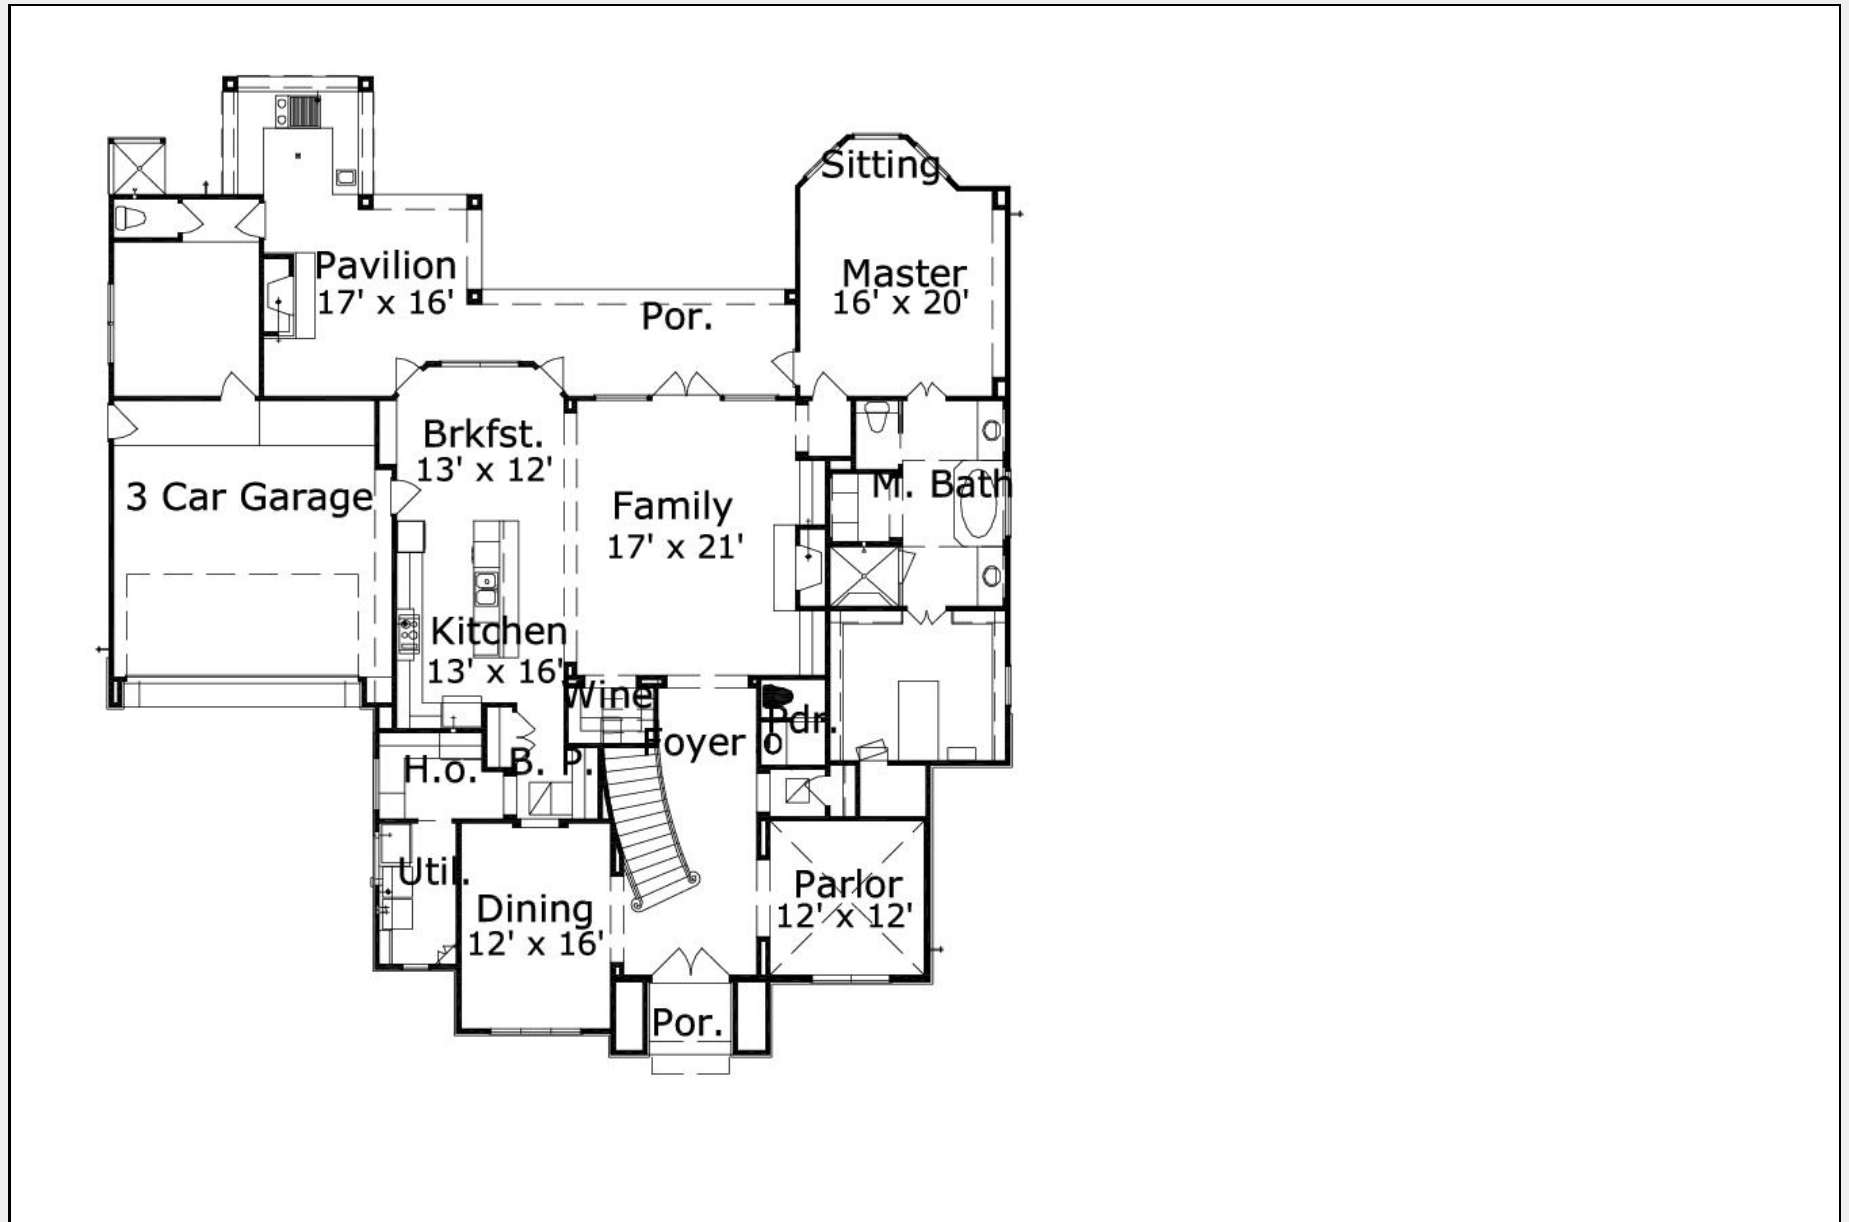 Sitting
Pavilion
17' x 16'
Master
16' x 20'
Por.
Brkfst.
13' x 12'
3 Car Garage
Family
17' x 21'
M. Bath
Kitchen
13' x 16'
Wine
Pdr.
Foyer
H.o.
B. P.
Util.
Dining
12' x 16'
Parlor
12' x 12'
Por.